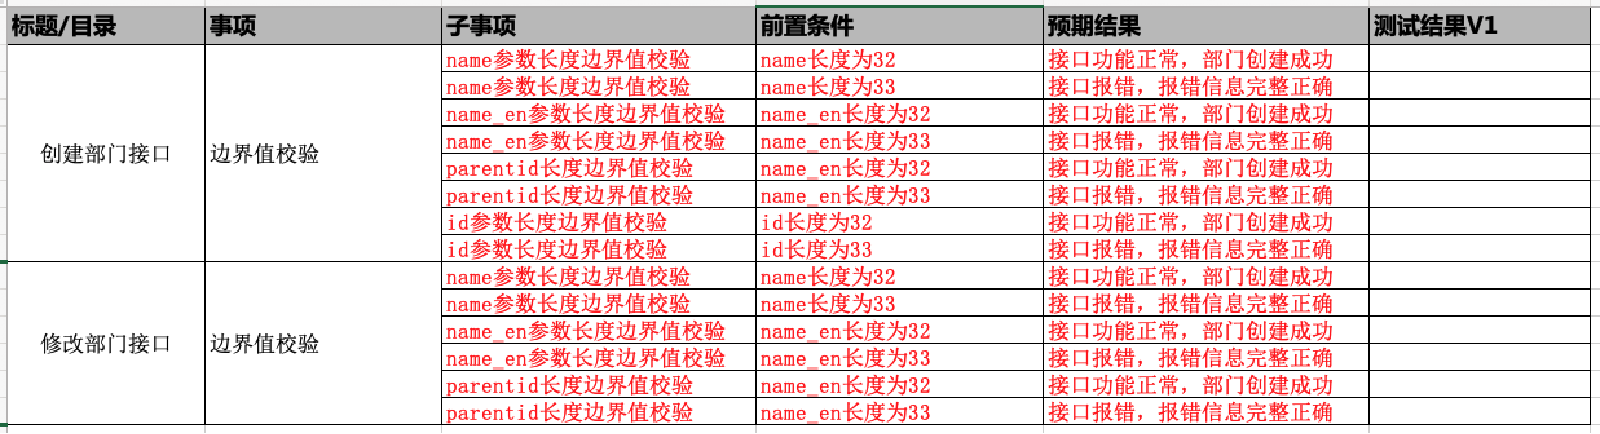 标题/目录 事项 子事项 前置条件 预期结果 测试结果V1
name参数长度边界值校验 name长度为32 接口功能正常，部门创建成功
name参数长度边界值校验 name长度为33 接口报错，报错信息完整正确
name_en参数长度边界值校验 name_en长度为32 接口功能正常，部门创建成功
name_en参数长度边界值校验 name_en长度为33 接口报错，报错信息完整正确
创建部门接口 边界值校验
parentid长度边界值校验 name_en长度为32 接口功能正常，部门创建成功
parentid长度边界值校验 name_en长度为33 接口报错，报错信息完整正确
id参数长度边界值校验 id长度为32 接口功能正常，部门创建成功
id参数长度边界值校验 id长度为33 接口报错，报错信息完整正确
name参数长度边界值校验 name长度为32 接口功能正常，部门创建成功
name参数长度边界值校验 name长度为33 接口报错，报错信息完整正确
name_en参数长度边界值校验 name_en长度为32 接口功能正常，部门创建成功
修改部门接口 边界值校验
name_en参数长度边界值校验 name_en长度为33 接口报错，报错信息完整正确
parentid长度边界值校验 name_en长度为32 接口功能正常，部门创建成功
parentid长度边界值校验 name_en长度为33 接口报错，报错信息完整正确